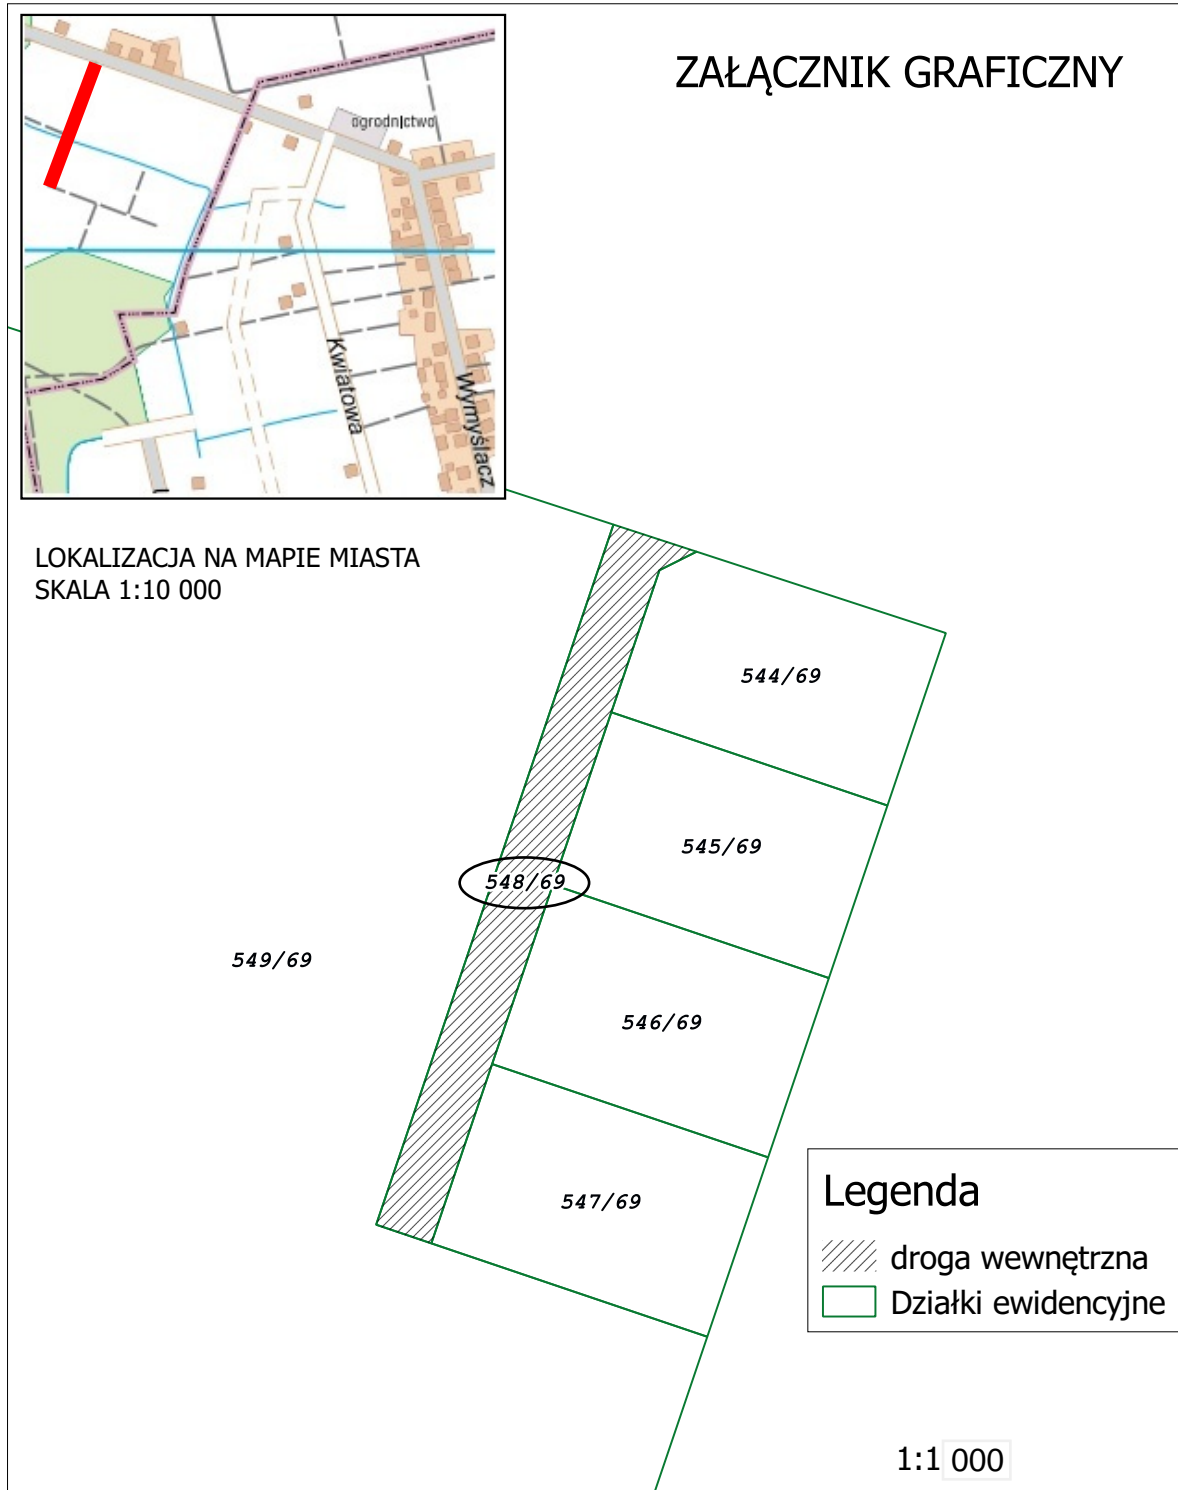 ZAŁĄCZNIK GRAFICZNY
ogrodnictwo
Kwiatowa
Wymyślacz
LOKALIZACJA NA MAPIE MIASTA
SKALA 1:10 000
544/69
545/69
548/69
549/69
546/69
547/69
Legenda
droga wewnętrzna
Działki ewidencyjne
1:1 000